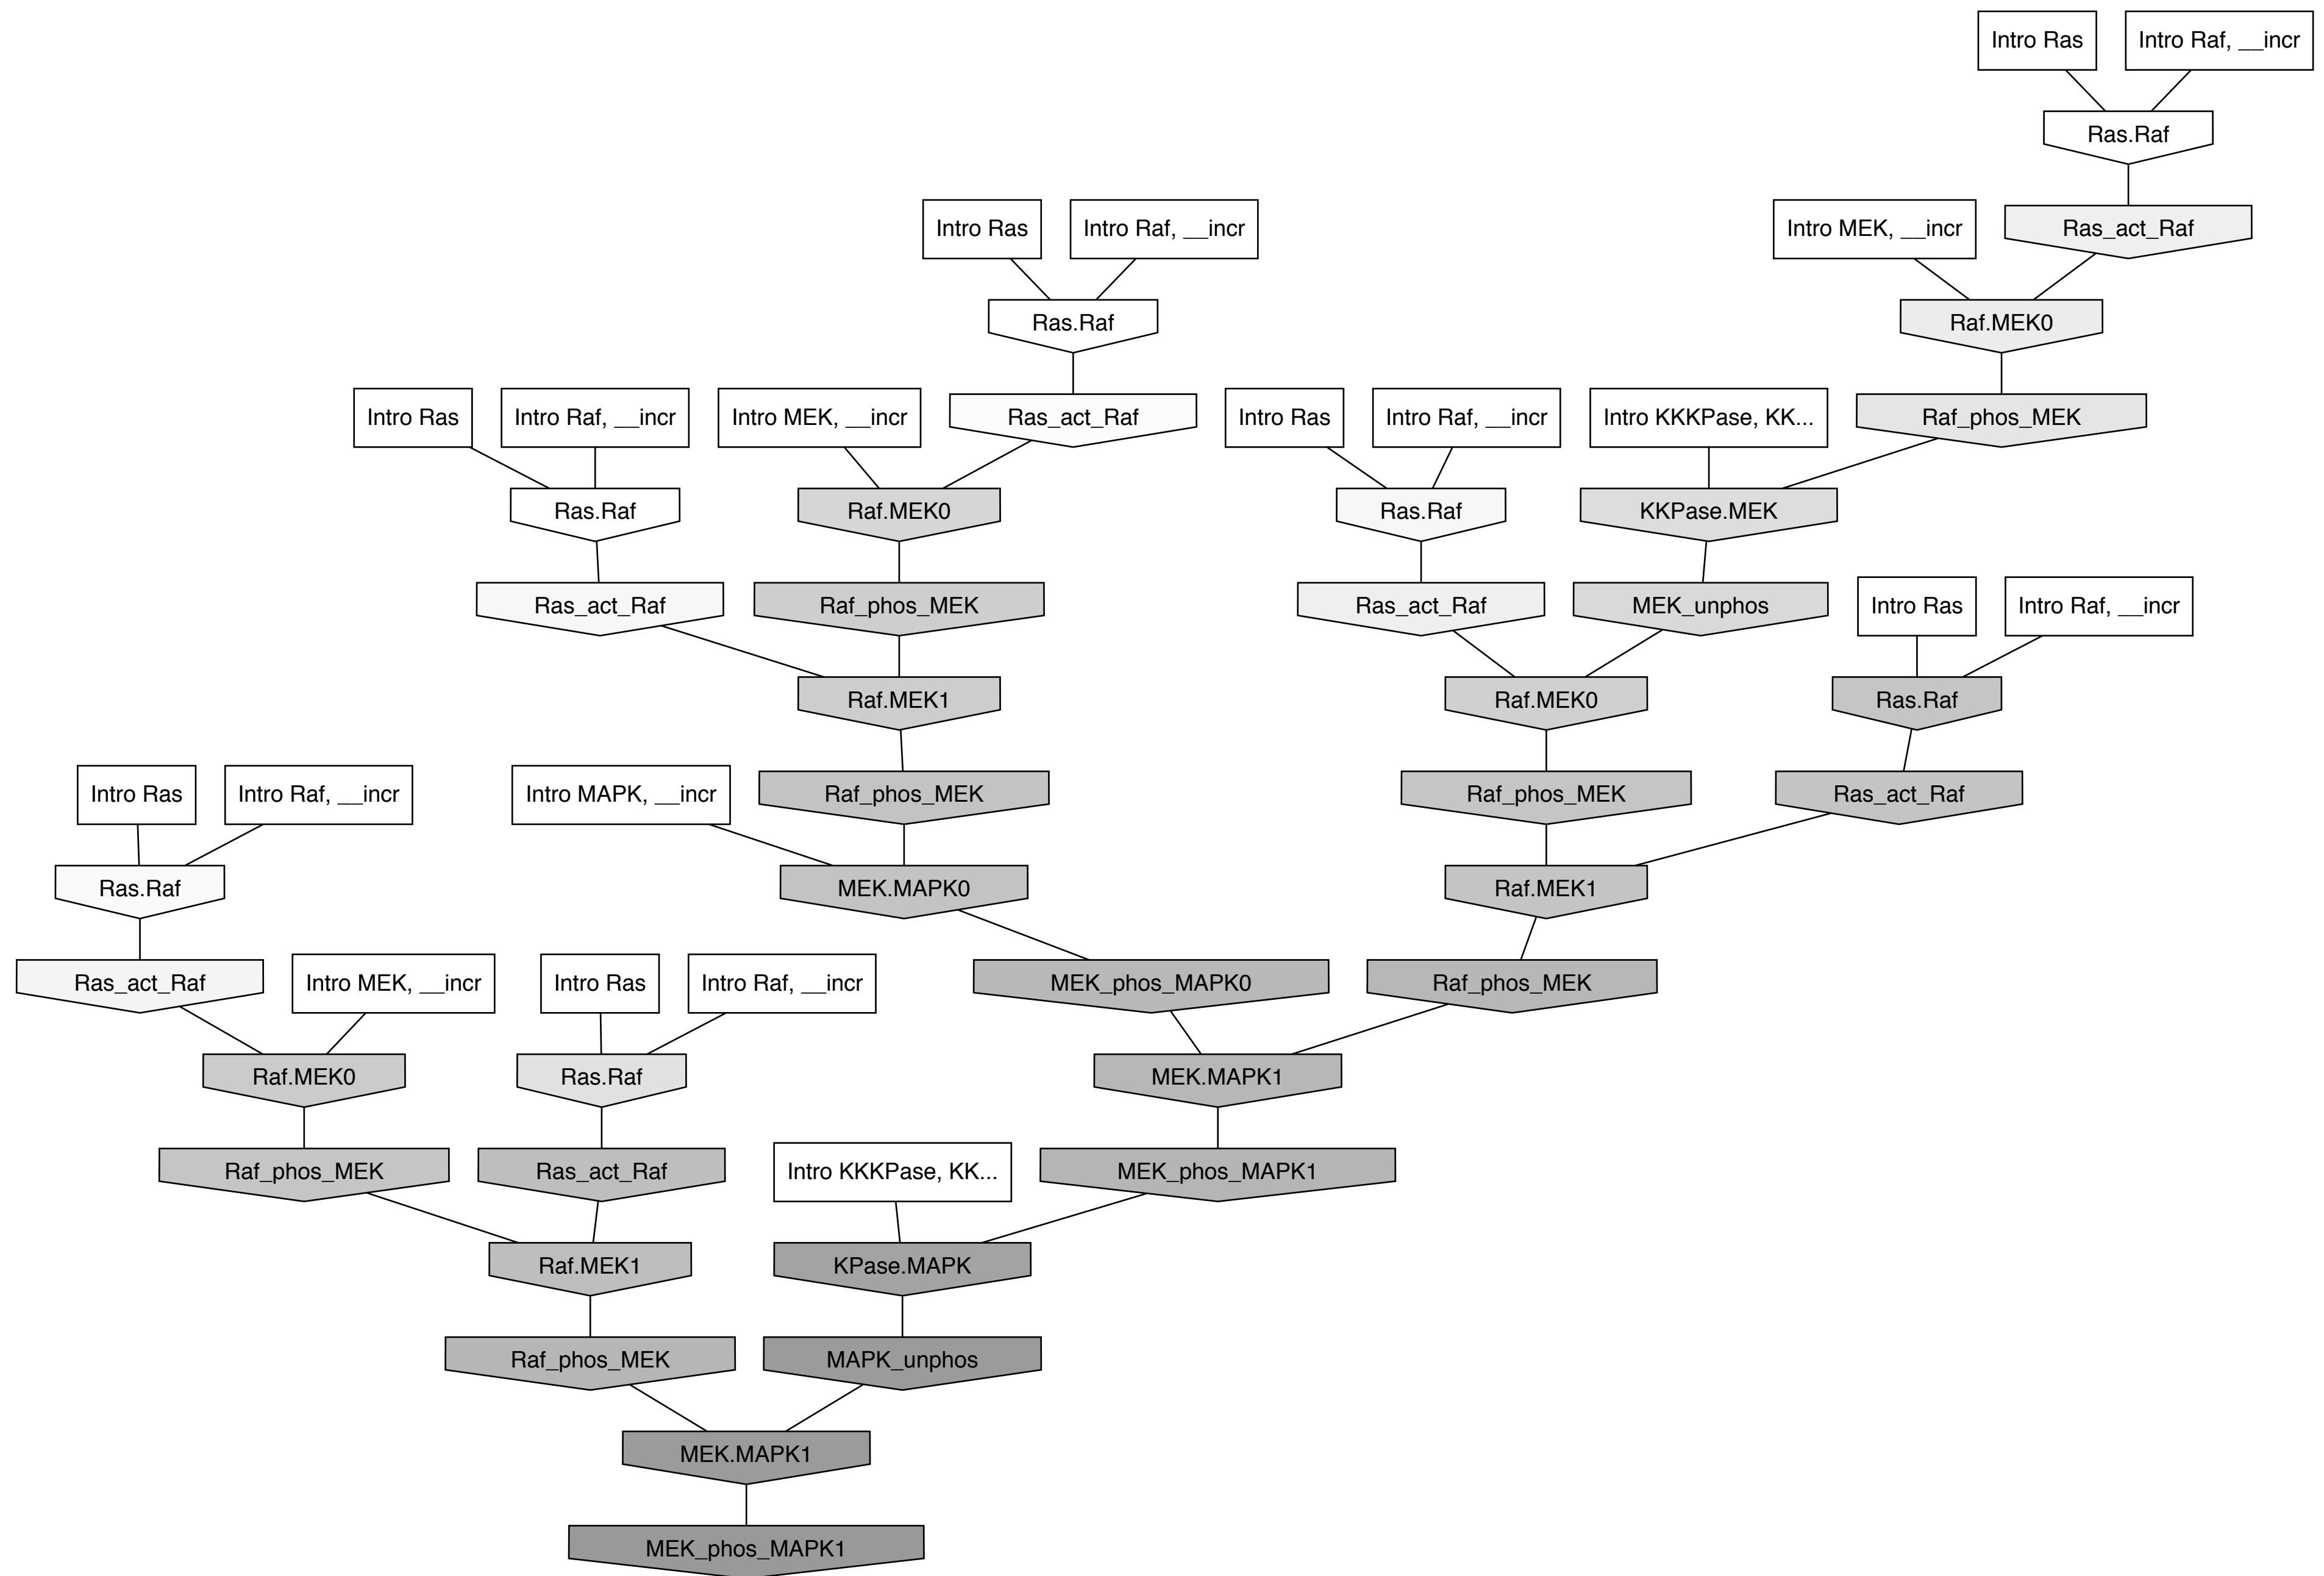 Intro Ras
Intro Raf, __incr
Ras.Raf
Intro Ras
Intro Raf, __incr
Intro MEK, __incr
Ras_act_Raf
Ras.Raf
Raf.MEK0
Intro Ras
Intro Raf, __incr
Intro MEK, __incr
Ras_act_Raf
Intro Ras
Intro Raf, __incr
Intro KKKPase, KK...
Raf_phos_MEK
Ras.Raf
Raf.MEK0
Ras.Raf
KKPase.MEK
Ras_act_Raf
Raf_phos_MEK
Ras_act_Raf
MEK_unphos
Intro Ras
Intro Raf, __incr
Raf.MEK1
Raf.MEK0
Ras.Raf
Intro Ras
Intro Raf, __incr
Intro MAPK, __incr
Raf_phos_MEK
Raf_phos_MEK
Ras_act_Raf
Ras.Raf
MEK.MAPK0
Raf.MEK1
Ras_act_Raf
Intro MEK, __incr
Intro Ras
Intro Raf, __incr
MEK_phos_MAPK0
Raf_phos_MEK
Raf.MEK0
Ras.Raf
MEK.MAPK1
Raf_phos_MEK
Ras_act_Raf
Intro KKKPase, KK...
MEK_phos_MAPK1
Raf.MEK1
KPase.MAPK
Raf_phos_MEK
MAPK_unphos
MEK.MAPK1
MEK_phos_MAPK1